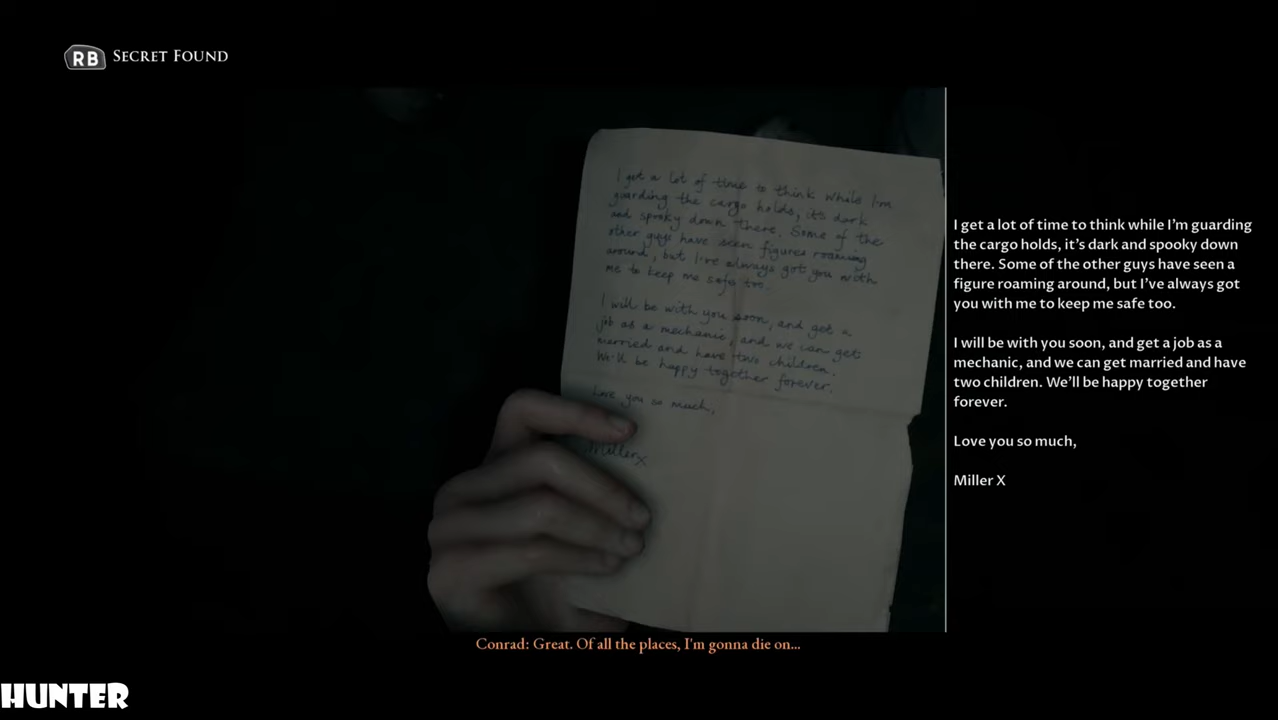 RB SECRET FOUND
I get a lot of time to think while I'm
guarding the cargo holds, it's dark
and spooky down there. Some of the
other guys have seen figures roaming
around, but I've always got you with
me to keep me safe too.
I will be with you soon, and get a
job as a mechanic, and we can get
married and have two children.
We'll be happy together forever.
Love you so much,
Miller x
I get a lot of time to think while I'm guarding
the cargo holds, it's dark and spooky down
there. Some of the other guys have seen a
figure roaming around, but I've always got
you with me to keep me safe too.
I will be with you soon, and get a job as a
mechanic, and we can get married and have
two children. We'll be happy together
forever.
Love you so much,
Miller X
Conrad: Great. Of all the places, I'm gonna die on...
HUNTER